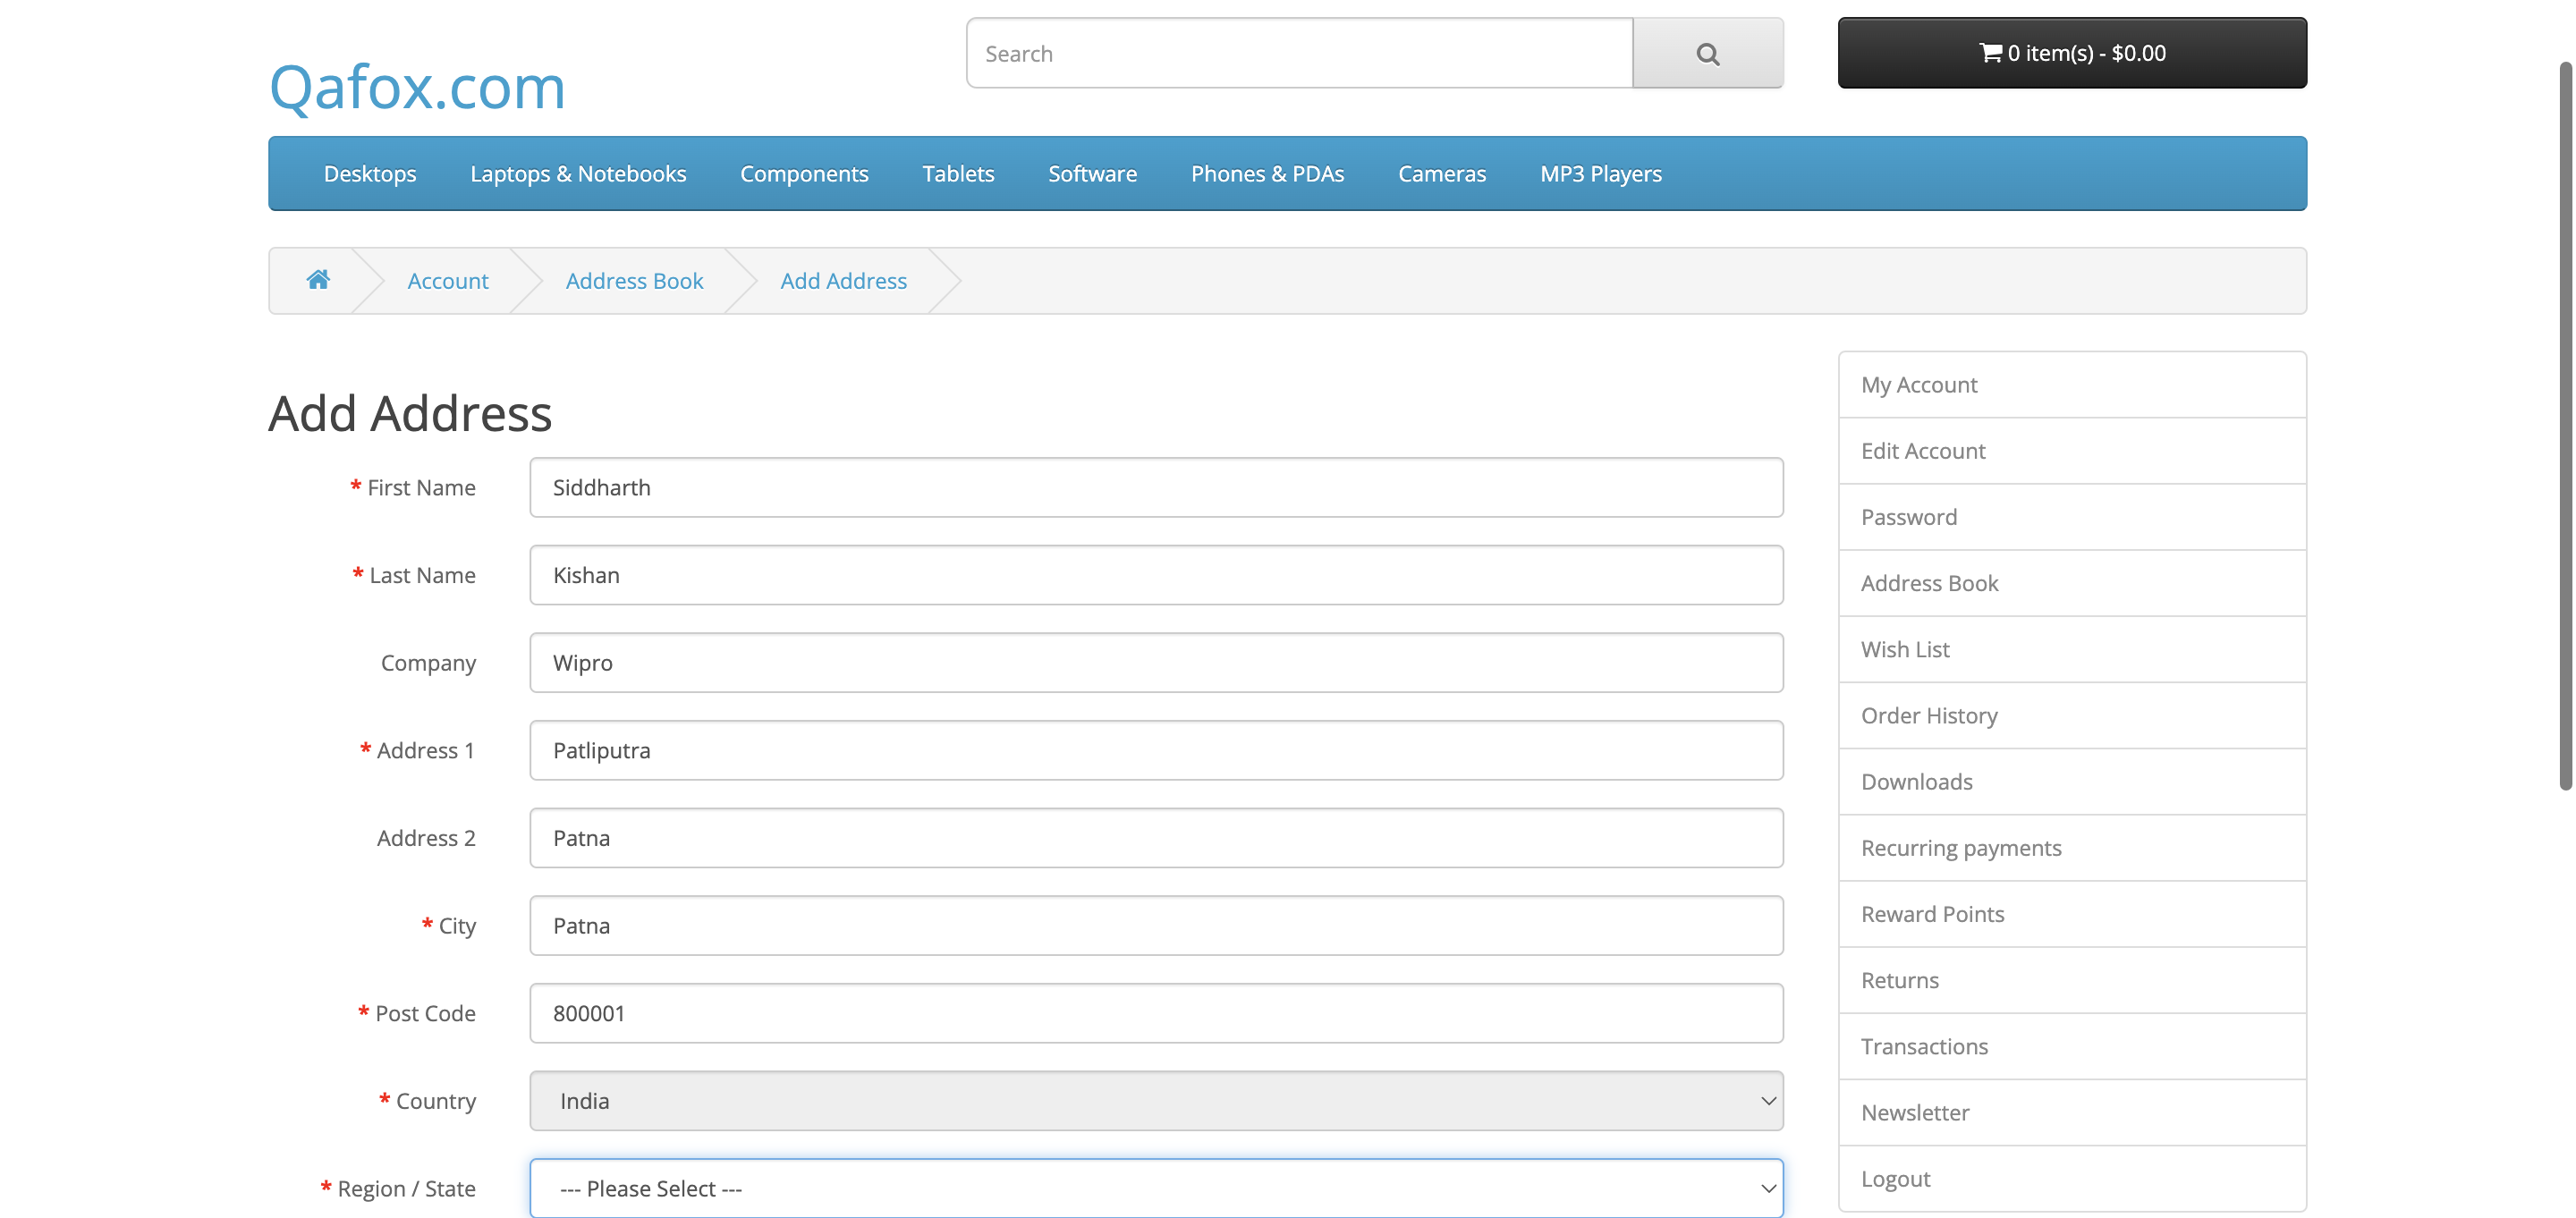 Qafox.com
Search
0 item(s) - $0.00
Desktops Laptops & Notebooks Components Tablets Software Phones & PDAs Cameras MP3 Players
Account Address Book Add Address
Add Address
* First Name Siddharth
* Last Name Kishan
Company Wipro
* Address 1 Patliputra
Address 2 Patna
* City Patna
* Post Code 800001
* Country India
* Region / State --- Please Select ---
My Account
Edit Account
Password
Address Book
Wish List
Order History
Downloads
Recurring payments
Reward Points
Returns
Transactions
Newsletter
Logout